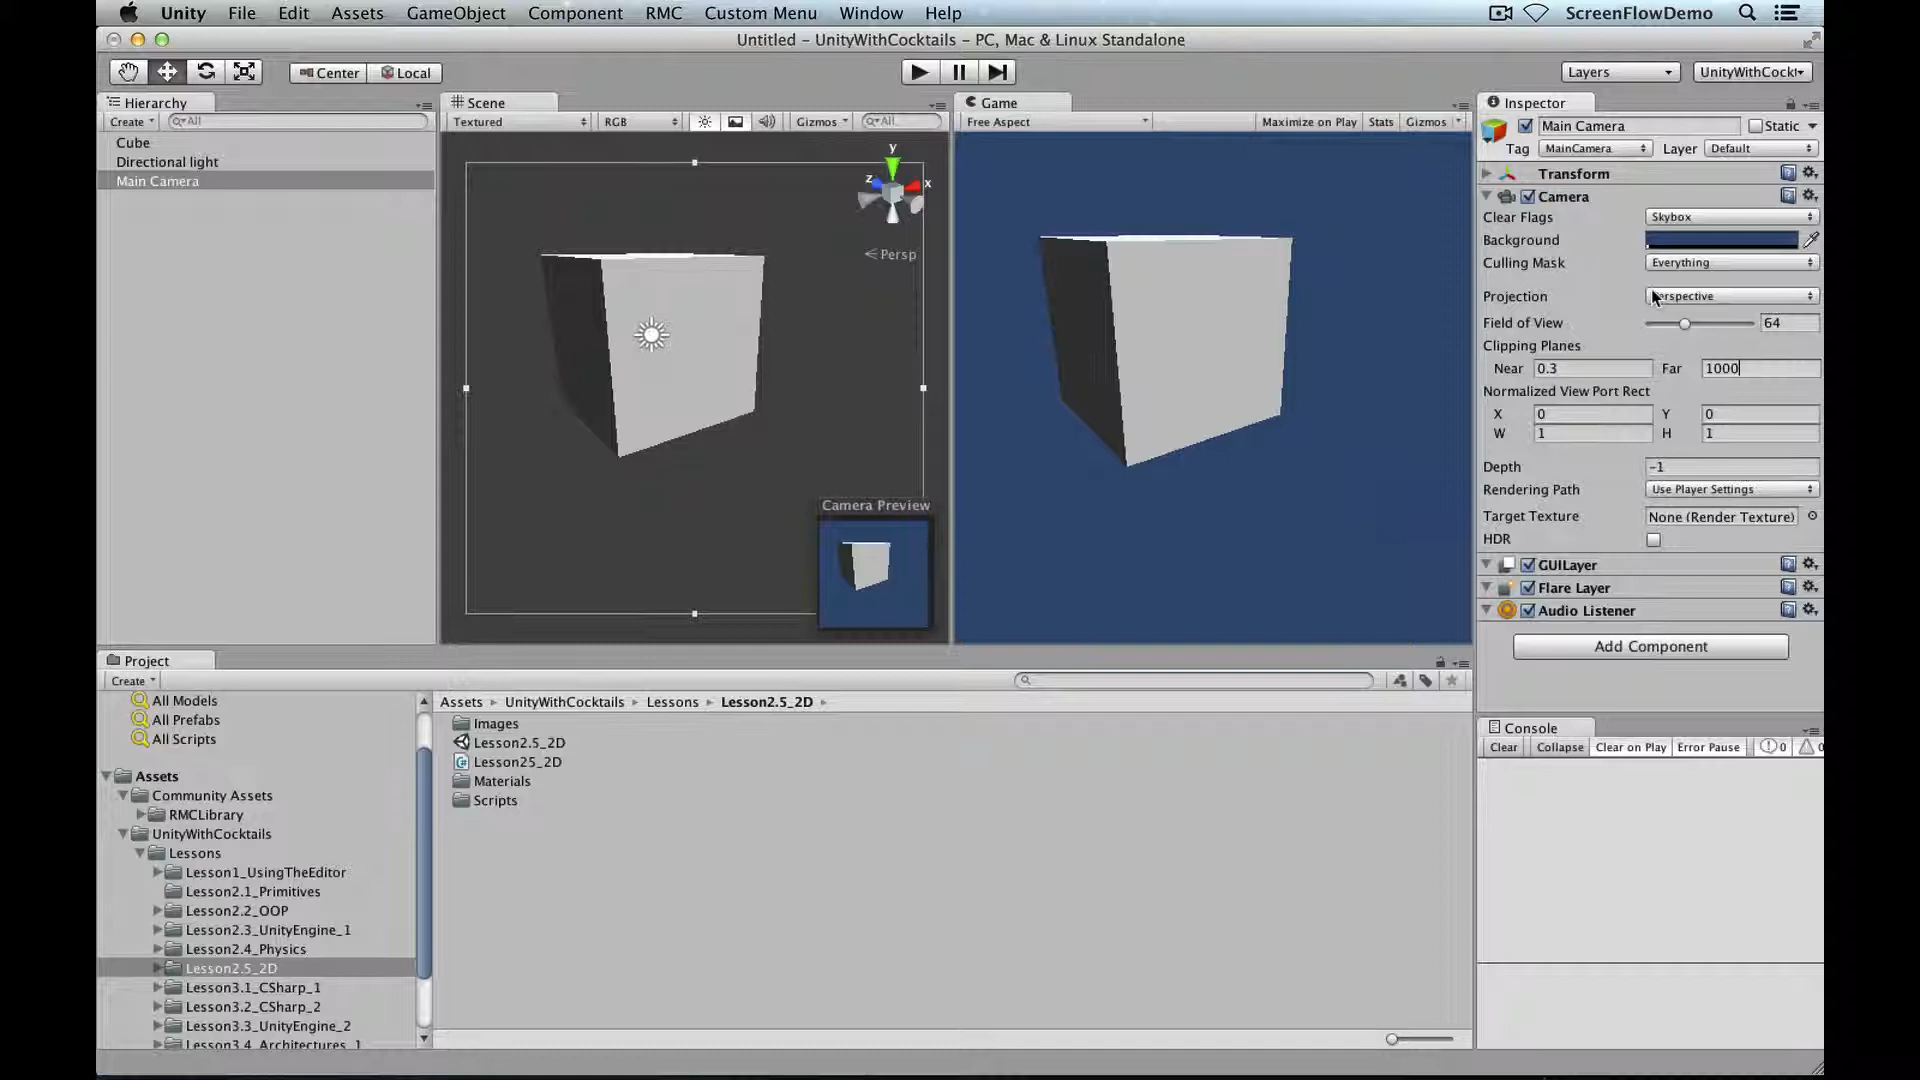 Unity File Edit Assets GameObject Component RMC Custom Menu Window Help ScreenFlowDemo
Untitled - UnityWithCocktails - PC, Mac & Linux Standalone
Center Local Layers UnityWithCockt
Hierarchy
Create All
Cube
Directional light
Main Camera
Scene
Textured RGB Gizmos All
y
z
x
Persp
Camera Preview
Game
Free Aspect Maximize on Play Stats Gizmos
Inspector
Main Camera Static
Tag MainCamera Layer Default
Transform
Camera
Clear Flags Skybox
Background
Culling Mask Everything
Projection erspective
Field of View 64
Clipping Planes
Near 0.3 Far 1000
Normalized View Port Rect
X 0 Y 0
W 1 H 1
Depth -1
Rendering Path Use Player Settings
Target Texture None (Render Texture)
HDR
GUILayer
Flare Layer
Audio Listener
Add Component
Project
Create
All Models
All Prefabs
All Scripts
Assets
Community Assets
RMCLibrary
UnityWithCocktails
Lessons
Lesson1_UsingTheEditor
Lesson2.1_Primitives
Lesson2.2_OOP
Lesson2.3_UnityEngine_1
Lesson2.4_Physics
Lesson2.5_2D
Lesson3.1_CSharp_1
Lesson3.2_CSharp_2
Lesson3.3_UnityEngine_2
Lesson3.4_Architectures_1
Assets UnityWithCocktails Lessons Lesson2.5_2D
Images
Lesson2.5_2D
Lesson25_2D
Materials
Scripts
Console
Clear Collapse Clear on Play Error Pause 0 0